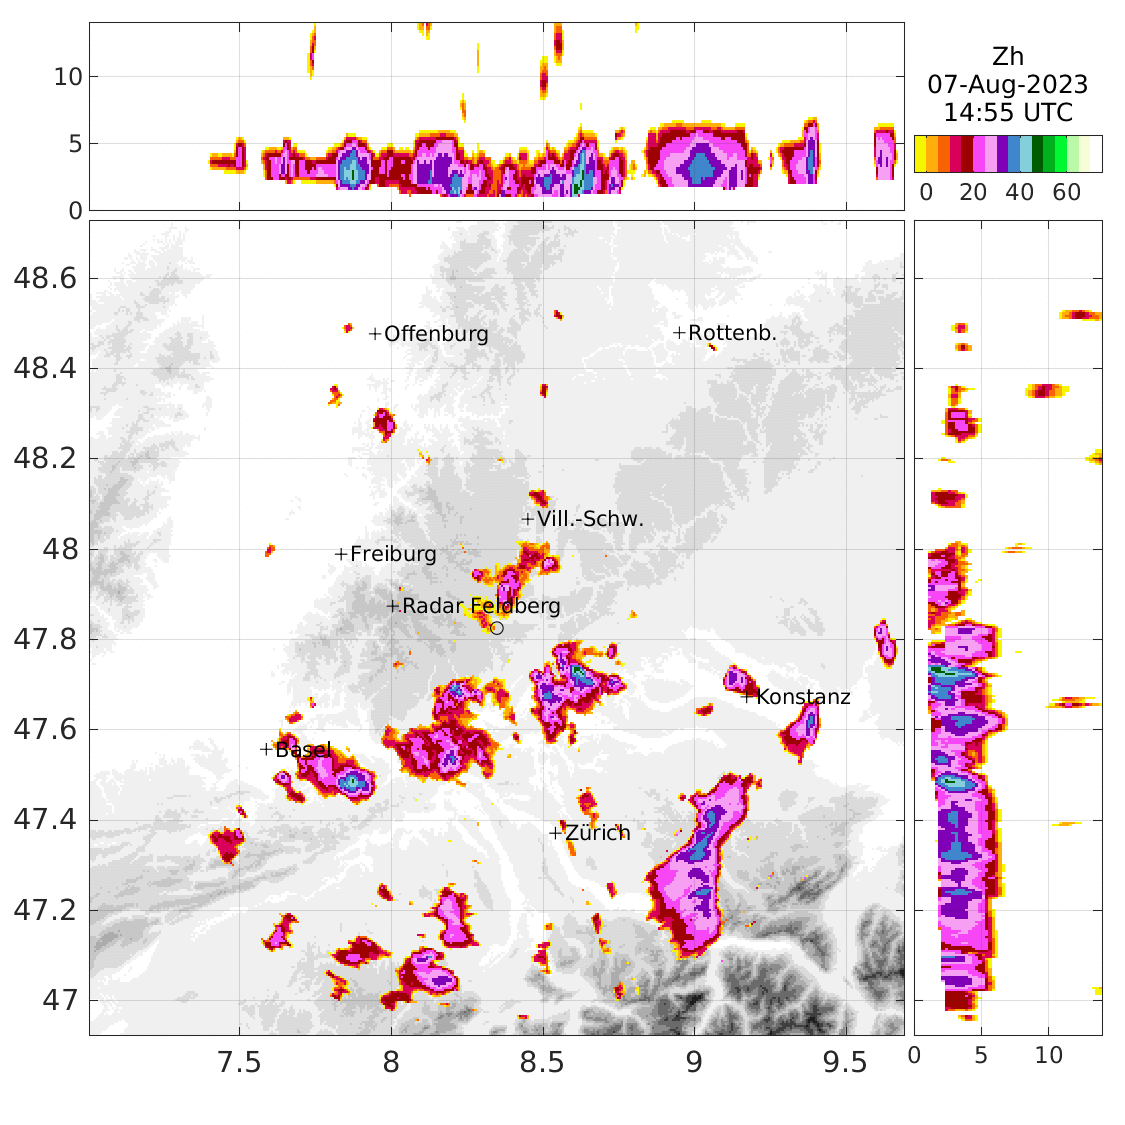 10
5
0
Zh
07-Aug-2023
14:55 UTC
0 20 40 60
48.6
48.4
48.2
48
47.8
47.6
47.4
47.2
47
+Offenburg
+Rottenb.
+Vill.-Schw.
+Freiburg
+Radar Feldberg
+Konstanz
+Basel
+Zürich
7.5 8 8.5 9 9.5
0 5 10